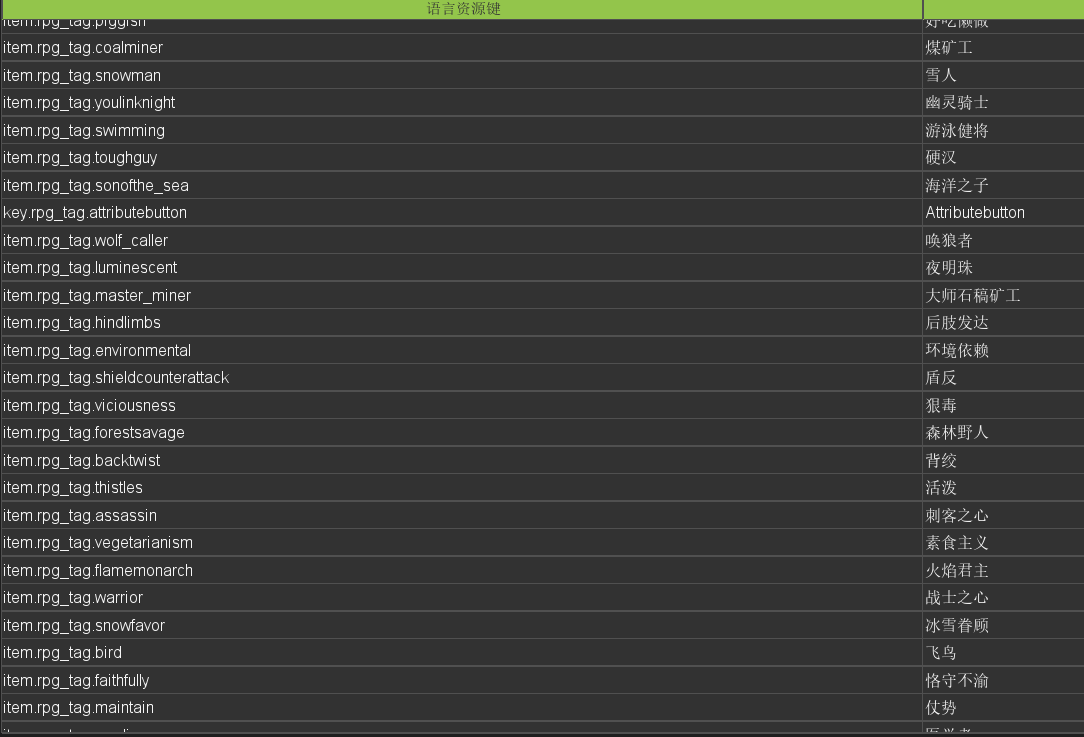 语言资源键
item.rpg_tag.piggish 好吃懒做
item.rpg_tag.coalminer 煤矿工
item.rpg_tag.snowman 雪人
item.rpg_tag.youlinknight 幽灵骑士
item.rpg_tag.swimming 游泳健将
item.rpg_tag.toughguy 硬汉
item.rpg_tag.sonofthe_sea 海洋之子
key.rpg_tag.attributebutton Attributebutton
item.rpg_tag.wolf_caller 唤狼者
item.rpg_tag.luminescent 夜明珠
item.rpg_tag.master_miner 大师石稿矿工
item.rpg_tag.hindlimbs 后肢发达
item.rpg_tag.environmental 环境依赖
item.rpg_tag.shieldcounterattack 盾反
item.rpg_tag.viciousness 狠毒
item.rpg_tag.forestsavage 森林野人
item.rpg_tag.backtwist 背绞
item.rpg_tag.thistles 活泼
item.rpg_tag.assassin 刺客之心
item.rpg_tag.vegetarianism 素食主义
item.rpg_tag.flamemonarch 火焰君主
item.rpg_tag.warrior 战士之心
item.rpg_tag.snowfavor 冰雪眷顾
item.rpg_tag.bird 飞鸟
item.rpg_tag.faithfully 恪守不渝
item.rpg_tag.maintain 仗势